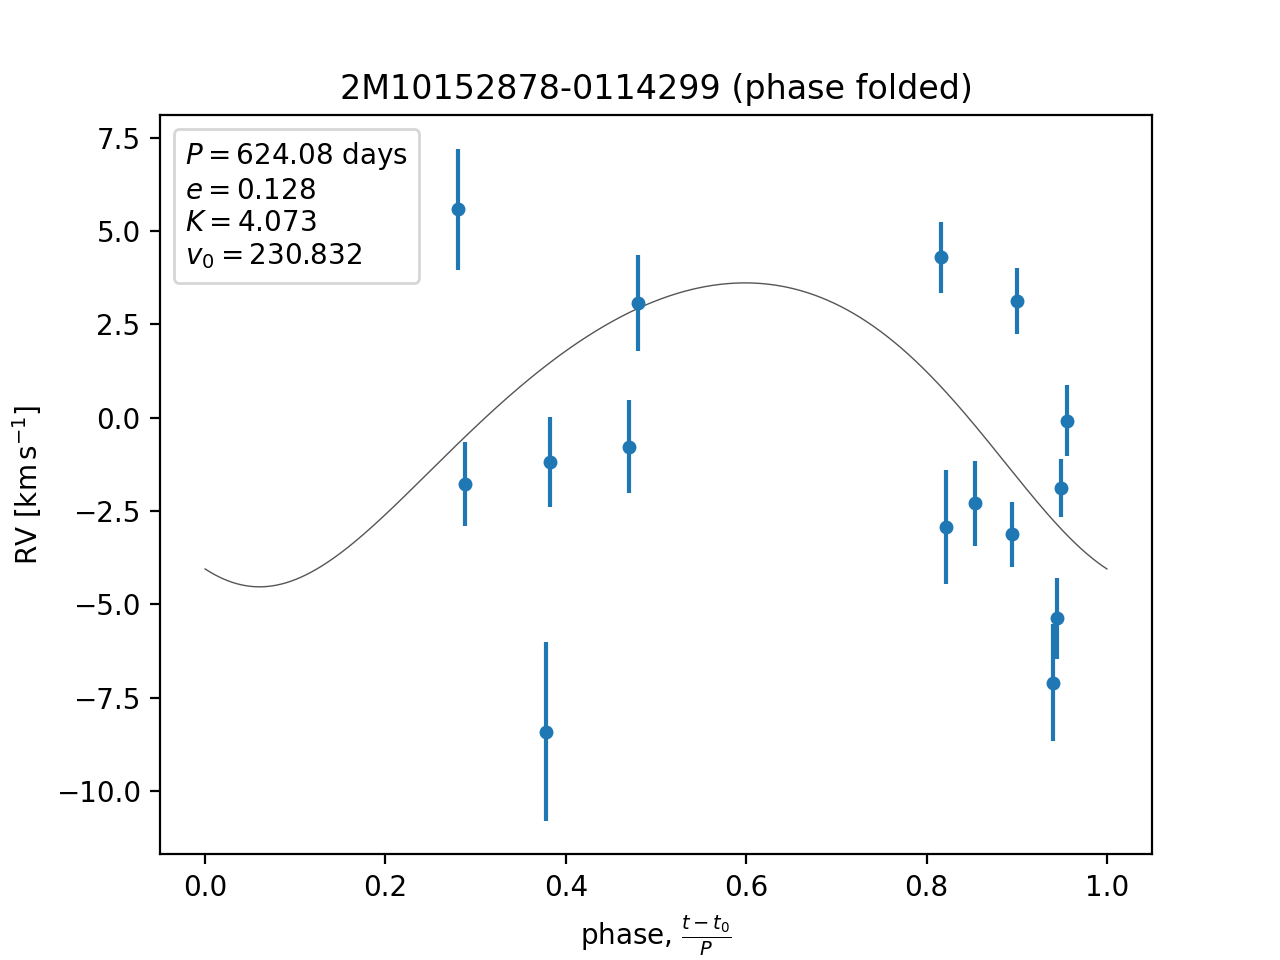 2M10152878-0114299 (phase folded)
P = 624.08 days
e = 0.128
K = 4.073
v₀ = 230.832
7.5
5.0
2.5
0.0
−2.5
−5.0
−7.5
−10.0
RV [km s⁻¹]
0.0 0.2 0.4 0.6 0.8 1.0
phase, (t − t₀)/P